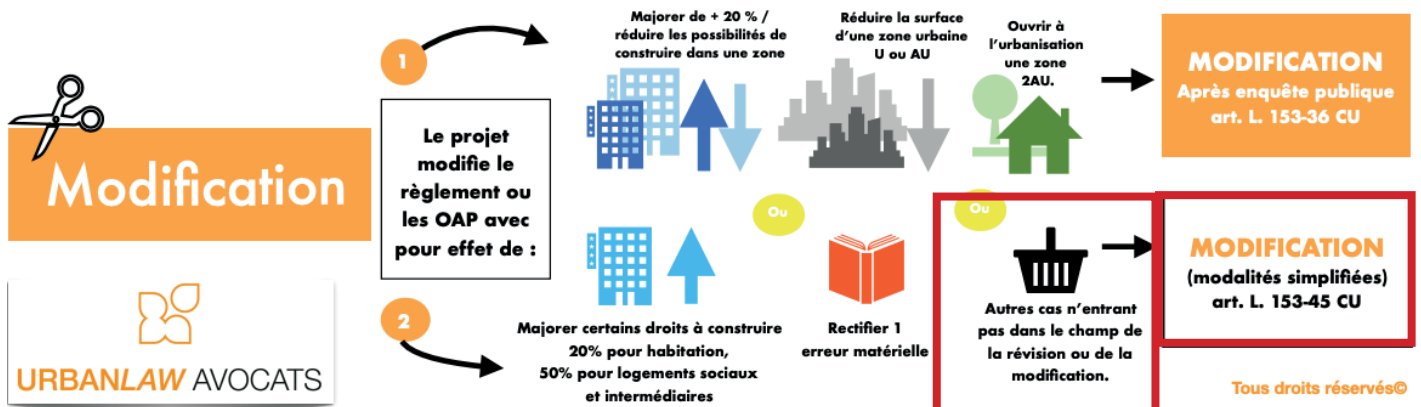 Modification
URBANLAW AVOCATS
1
Le projet
modifie le
règlement ou
les OAP avec
pour effet de :
2
Majorer de + 20 % /
réduire les possibilités de
construire dans une zone
Réduire la surface
d’une zone urbaine
U ou AU
Ouvrir à
l’urbanisation
une zone
2AU.
MODIFICATION
Après enquête publique
art. L. 153-36 CU
Ou
Ou
Majorer certains droits à construire
20% pour habitation,
50% pour logements sociaux
et intermédiaires
Rectifier 1
erreur matérielle
Autres cas n’entrant
pas dans le champ de
la révision ou de la
modification.
MODIFICATION
(modalités simplifiées)
art. L. 153-45 CU
Tous droits réservés©